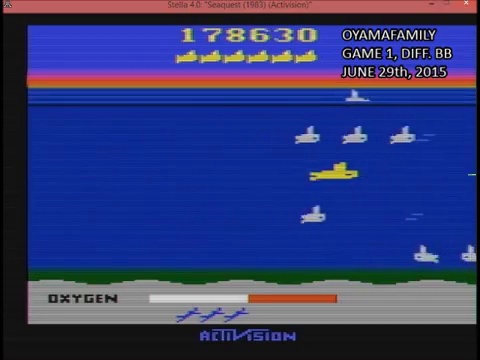 Stella 4.0: "Seaquest (1983) (Activision)"
178630
OYAMAFAMILY
GAME 1, DIFF. BB
JUNE 29th, 2015
OXYGEN
ACTIVISION